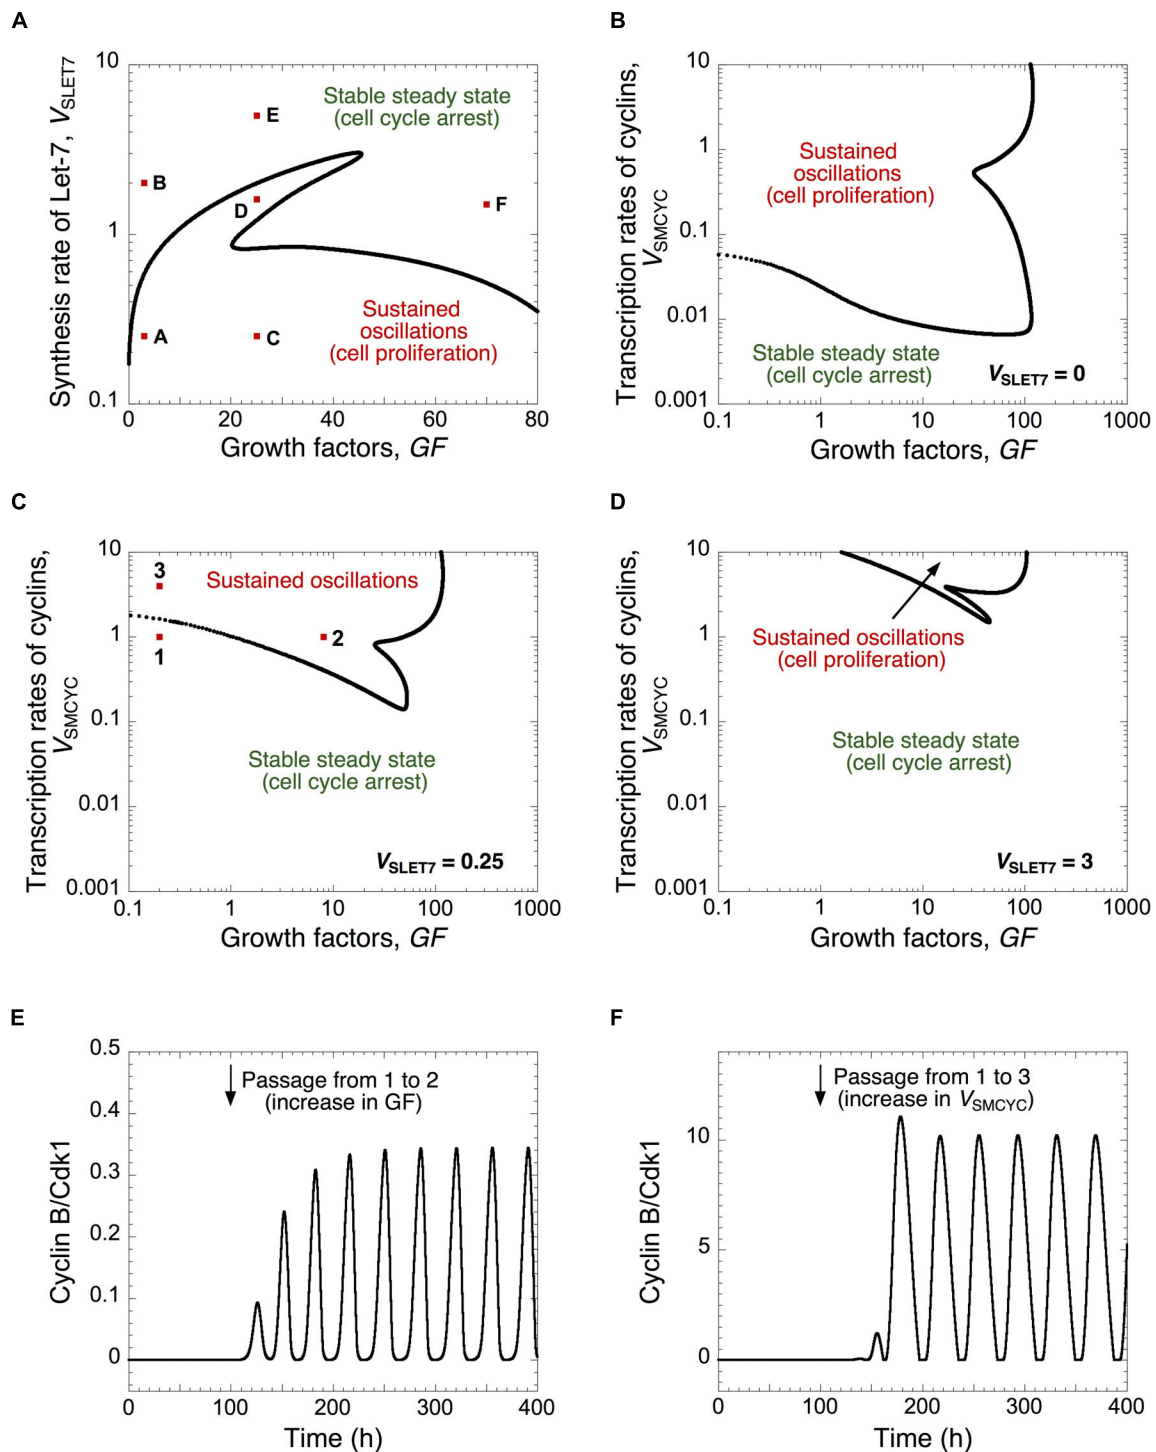 A
Synthesis rate of Let-7, VSLET7
10
1
0.1
0
20
40
60
80
Growth factors, GF
Stable steady state
(cell cycle arrest)
E
B
D
F
A
C
Sustained
oscillations
(cell proliferation)
B
Transcription rates of cyclins,
VSMCYC
10
1
0.1
0.01
0.001
0.1
1
10
100
1000
Growth factors, GF
Sustained
oscillations
(cell proliferation)
Stable steady state
(cell cycle arrest)
VSLET7 = 0
C
Transcription rates of cyclins,
VSMCYC
10
1
0.1
0.01
0.001
0.1
1
10
100
1000
Growth factors, GF
3
Sustained oscillations
1
2
Stable steady state
(cell cycle arrest)
VSLET7 = 0.25
D
Transcription rates of cyclins,
VSMCYC
10
1
0.1
0.01
0.001
0.1
1
10
100
1000
Growth factors, GF
Sustained oscillations
(cell proliferation)
Stable steady state
(cell cycle arrest)
VSLET7 = 3
E
Cyclin B/Cdk1
0.5
0.4
0.3
0.2
0.1
0
0
100
200
300
400
Time (h)
Passage from 1 to 2
(increase in GF)
F
Cyclin B/Cdk1
10
5
0
0
100
200
300
400
Time (h)
Passage from 1 to 3
(increase in VSMCYC)